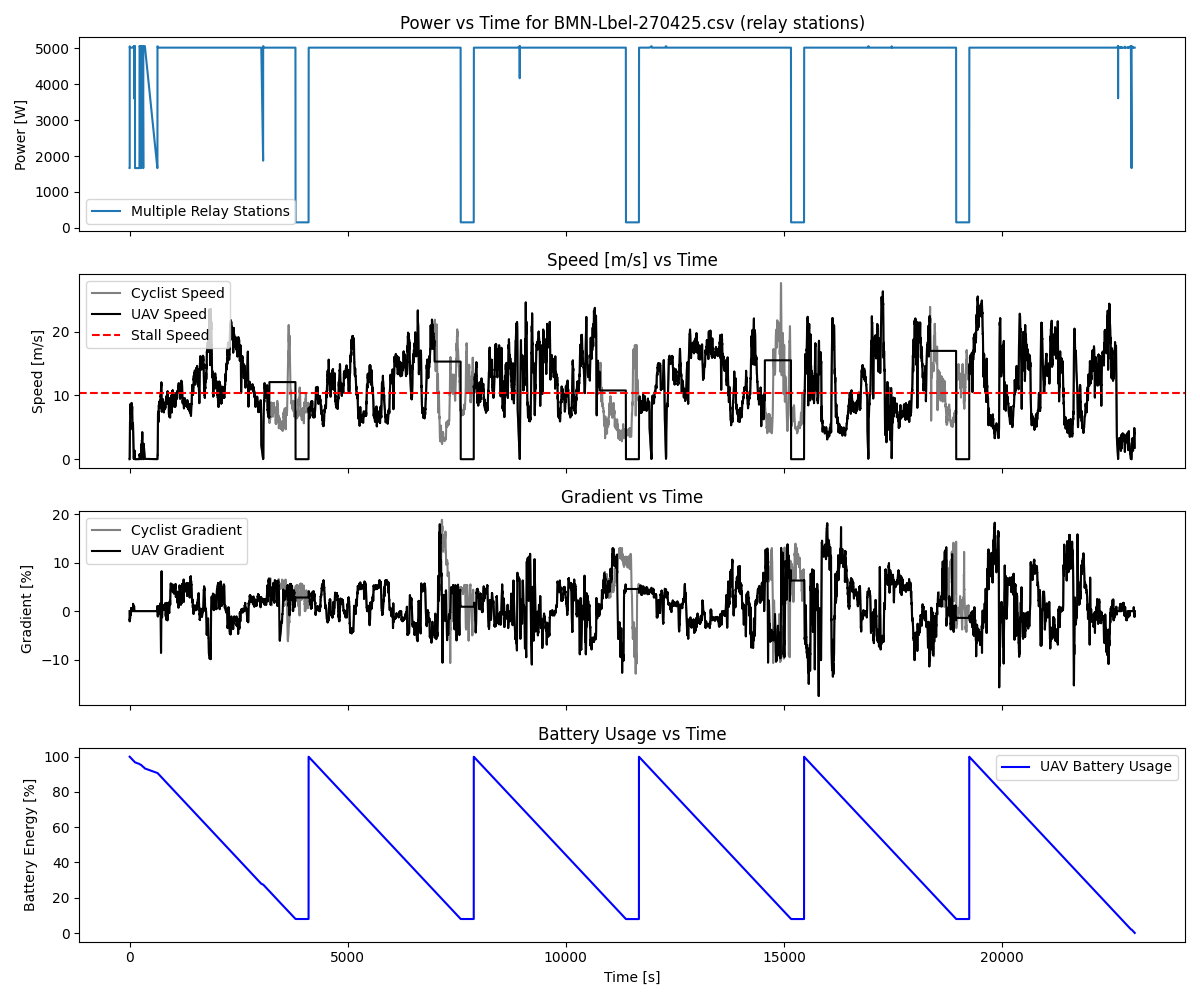 Power vs Time for BMN-Lbel-270425.csv (relay stations)
5000
4000
3000
2000
1000
0
Power [W]
Multiple Relay Stations
Speed [m/s] vs Time
20
10
0
Speed [m/s]
Cyclist Speed
UAV Speed
Stall Speed
Gradient vs Time
20
10
0
−10
Gradient [%]
Cyclist Gradient
UAV Gradient
Battery Usage vs Time
100
80
60
40
20
0
Battery Energy [%]
UAV Battery Usage
0 5000 10000 15000 20000
Time [s]